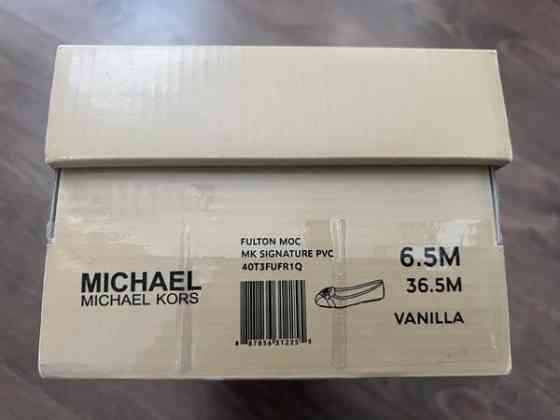 FULTON MOC
MK SIGNATURE PVC
40T3FUFR1Q
MICHAEL
MICHAEL KORS
6.5M
36.5M
VANILLA